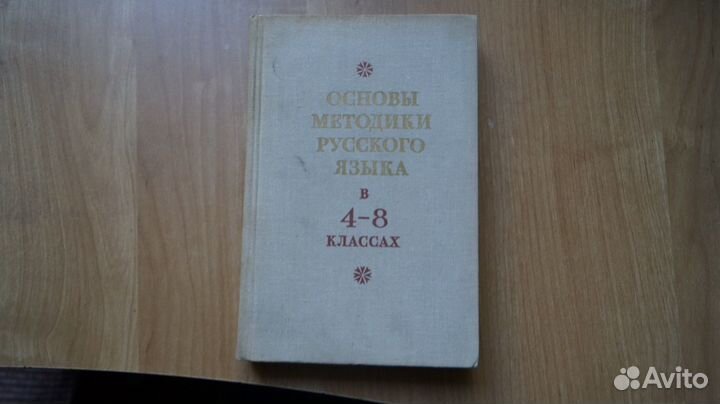 ОСНОВЫ
МЕТОДИКИ
РУССКОГО
ЯЗЫКА
В
4-8
КЛАССАХ
Avito